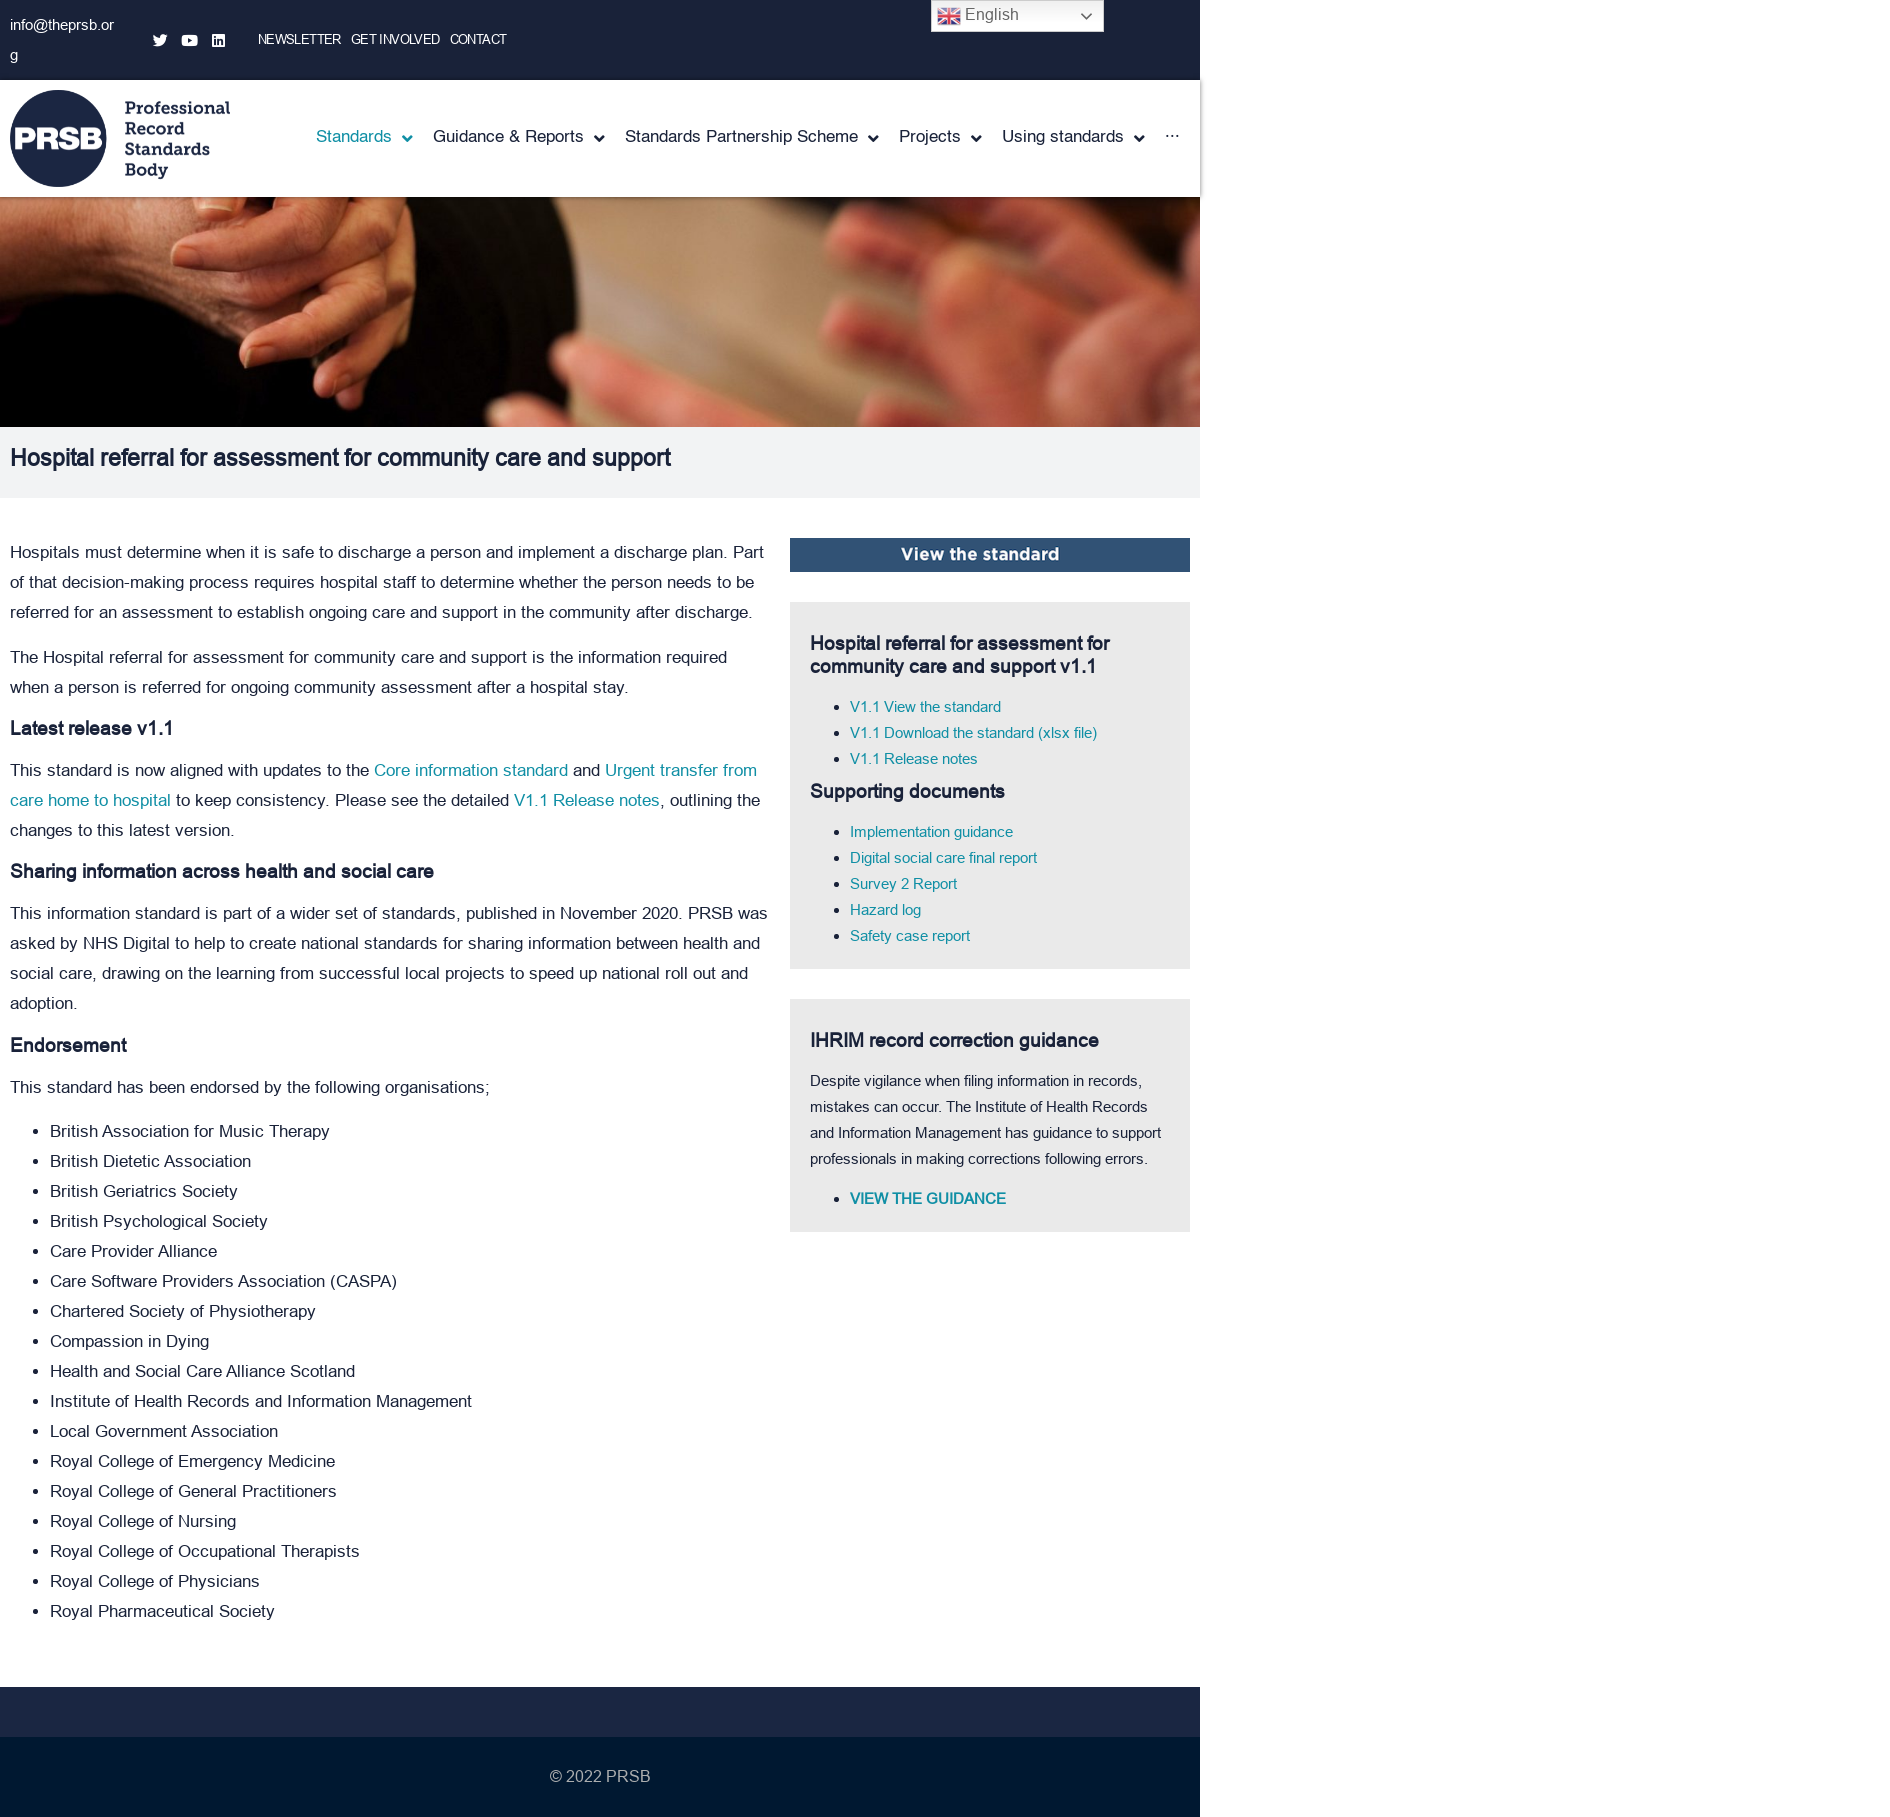 info@theprsb.or
g
NEWSLETTER GET INVOLVED CONTACT
English
PRSB
Professional
Record
Standards
Body
Standards Guidance & Reports Standards Partnership Scheme Projects Using standards ...
Hospital referral for assessment for community care and support
Hospitals must determine when it is safe to discharge a person and implement a discharge plan. Part
of that decision-making process requires hospital staff to determine whether the person needs to be
referred for an assessment to establish ongoing care and support in the community after discharge.
The Hospital referral for assessment for community care and support is the information required
when a person is referred for ongoing community assessment after a hospital stay.
Latest release v1.1
This standard is now aligned with updates to the Core information standard and Urgent transfer from
care home to hospital to keep consistency. Please see the detailed V1.1 Release notes, outlining the
changes to this latest version.
Sharing information across health and social care
This information standard is part of a wider set of standards, published in November 2020. PRSB was
asked by NHS Digital to help to create national standards for sharing information between health and
social care, drawing on the learning from successful local projects to speed up national roll out and
adoption.
Endorsement
This standard has been endorsed by the following organisations;
• British Association for Music Therapy
• British Dietetic Association
• British Geriatrics Society
• British Psychological Society
• Care Provider Alliance
• Care Software Providers Association (CASPA)
• Chartered Society of Physiotherapy
• Compassion in Dying
• Health and Social Care Alliance Scotland
• Institute of Health Records and Information Management
• Local Government Association
• Royal College of Emergency Medicine
• Royal College of General Practitioners
• Royal College of Nursing
• Royal College of Occupational Therapists
• Royal College of Physicians
• Royal Pharmaceutical Society
View the standard
Hospital referral for assessment for
community care and support v1.1
• V1.1 View the standard
• V1.1 Download the standard (xlsx file)
• V1.1 Release notes
Supporting documents
• Implementation guidance
• Digital social care final report
• Survey 2 Report
• Hazard log
• Safety case report
IHRIM record correction guidance
Despite vigilance when filing information in records,
mistakes can occur. The Institute of Health Records
and Information Management has guidance to support
professionals in making corrections following errors.
• VIEW THE GUIDANCE
© 2022 PRSB